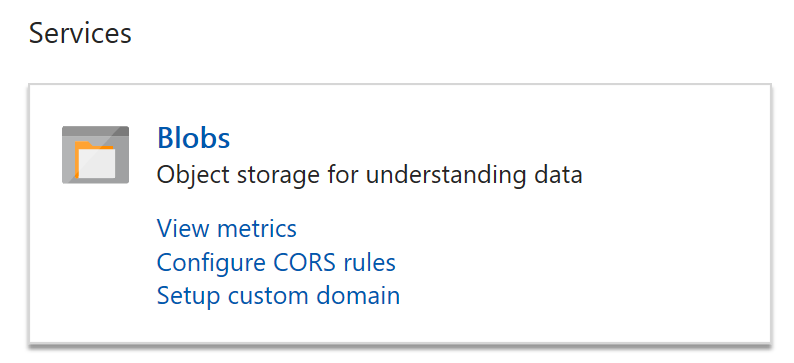 Services
Blobs
Object storage for understanding data
View metrics
Configure CORS rules
Setup custom domain